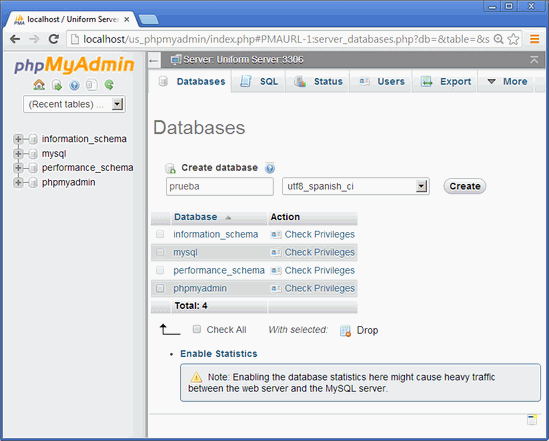 localhost / Uniform Server
localhost/us_phpmyadmin/index.php#PMAURL-1:server_databases.php?db=&table=&s
phpMyAdmin
(Recent tables) ...
information_schema
mysql
performance_schema
phpmyadmin
Server: Uniform Server:3306
Databases SQL Status Users Export More
Databases
Create database
prueba utf8_spanish_ci Create
Database Action
information_schema Check Privileges
mysql Check Privileges
performance_schema Check Privileges
phpmyadmin Check Privileges
Total: 4
Check All With selected: Drop
Enable Statistics
Note: Enabling the database statistics here might cause heavy traffic
between the web server and the MySQL server.